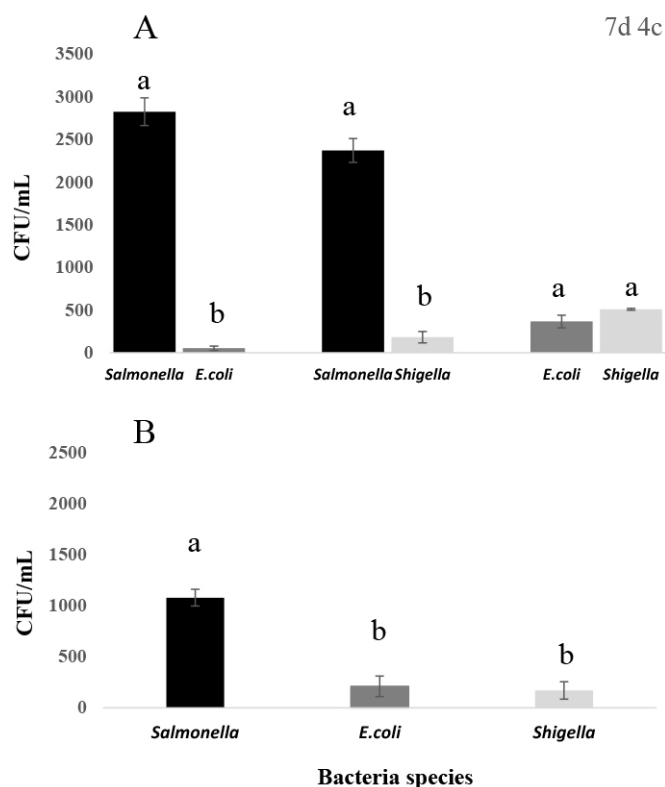 A
7d 4c
3500
3000
2500
2000
1500
1000
500
0
CFU/mL
a
b
a
b
a
a
Salmonella E.coli Salmonella Shigella E.coli Shigella
B
2500
2000
1500
1000
500
0
CFU/mL
a
b
b
Salmonella E.coli Shigella
Bacteria species